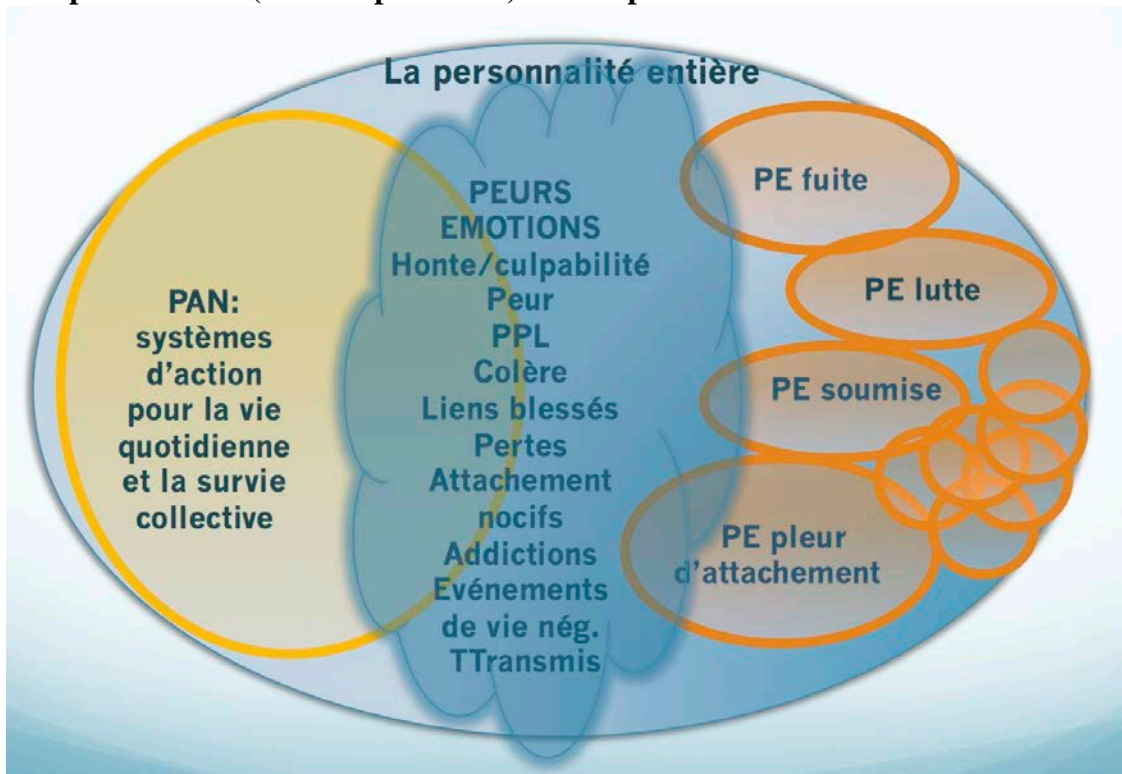 La personnalité entière
PAN:
systèmes
d'action
pour la vie
quotidienne
et la survie
collective
PEURS
EMOTIONS
Honte/culpabilité
Peur
PPL
Colère
Liens blessés
Pertes
Attachement
nocifs
Addictions
Evénements
de vie nég.
TTransmis
PE fuite
PE lutte
PE soumise
PE pleur
d'attachement